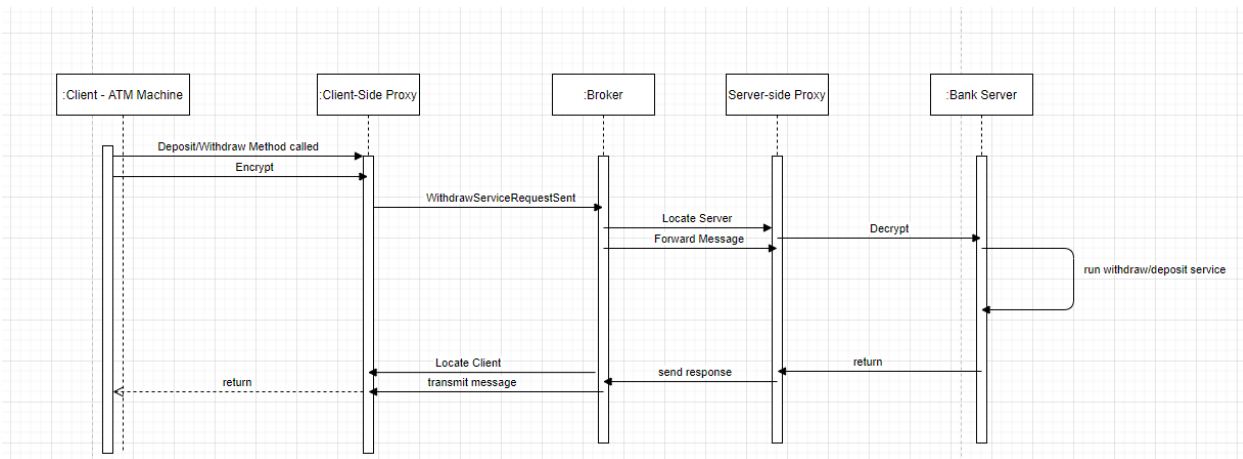 :Client - ATM Machine
:Client-Side Proxy
:Broker
Server-side Proxy
:Bank Server
Deposit/Withdraw Method called
Encrypt
WithdrawServiceRequestSent
Locate Server
Decrypt
Forward Message
run withdraw/deposit service
Locate Client
return
send response
return
transmit message